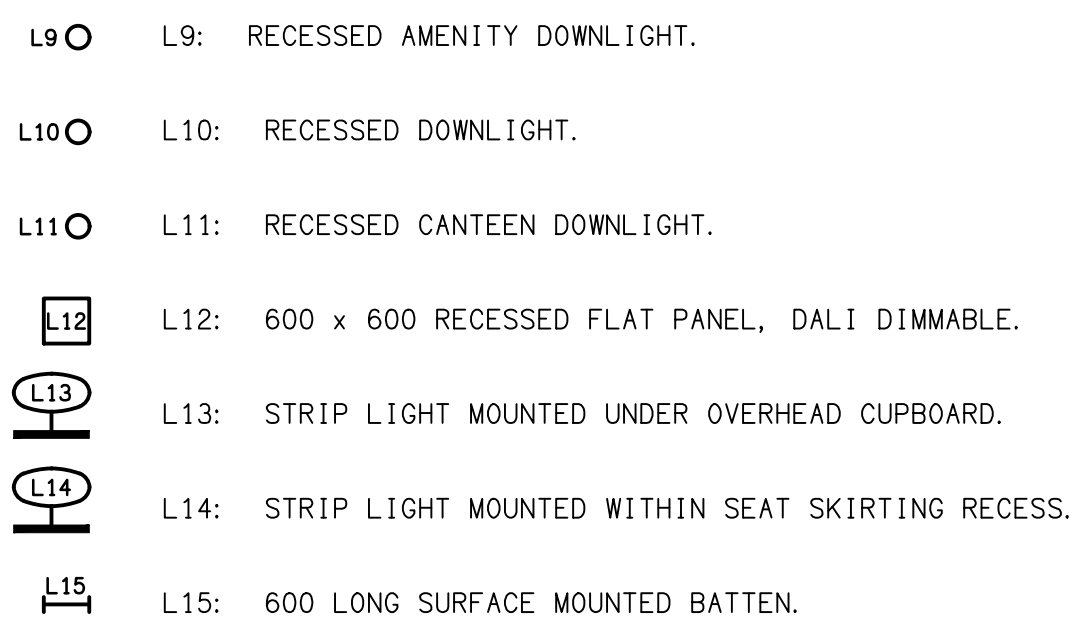 L9 L9: RECESSED AMENITY DOWNLIGHT.
L10 L10: RECESSED DOWNLIGHT.
L11 L11: RECESSED CANTEEN DOWNLIGHT.
L12 L12: 600 x 600 RECESSED FLAT PANEL, DALI DIMMABLE.
L13 L13: STRIP LIGHT MOUNTED UNDER OVERHEAD CUPBOARD.
L14 L14: STRIP LIGHT MOUNTED WITHIN SEAT SKIRTING RECESS.
L15 L15: 600 LONG SURFACE MOUNTED BATTEN.